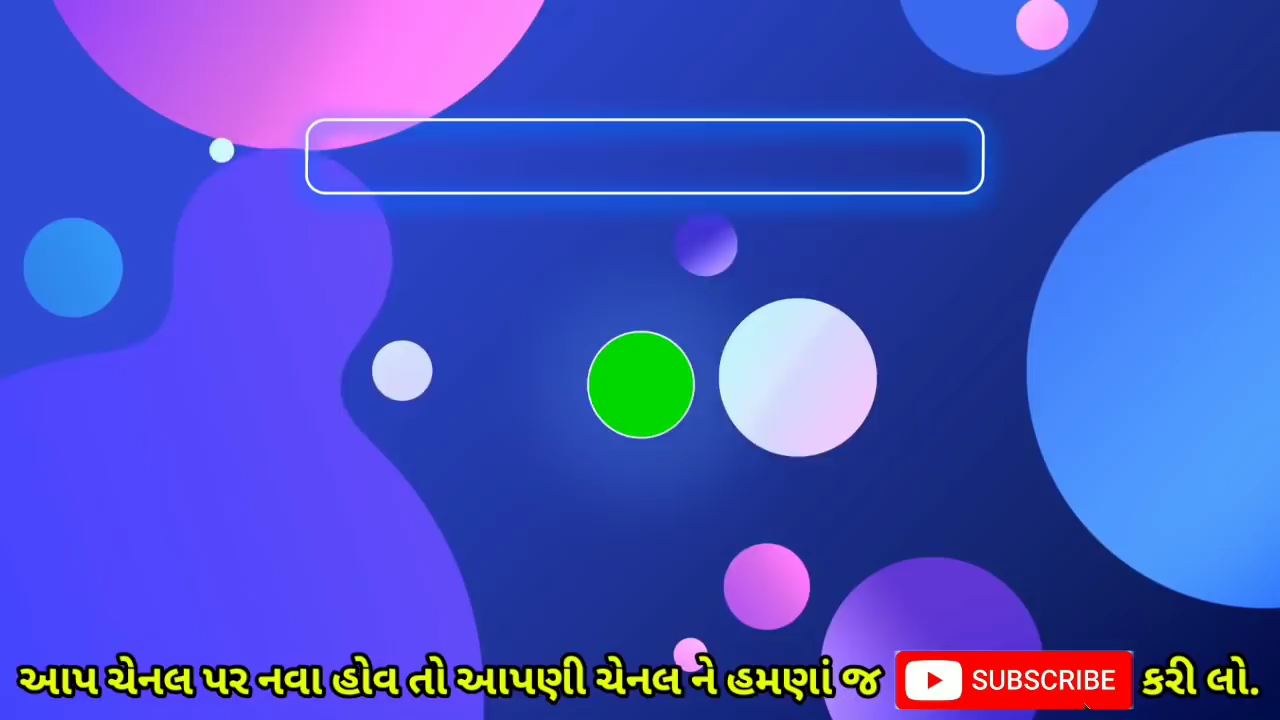 આપ ચેનલ પર નવા હોવ તો આપણી ચેનલ ને હમણાં જ SUBSCRIBE કરી લો.